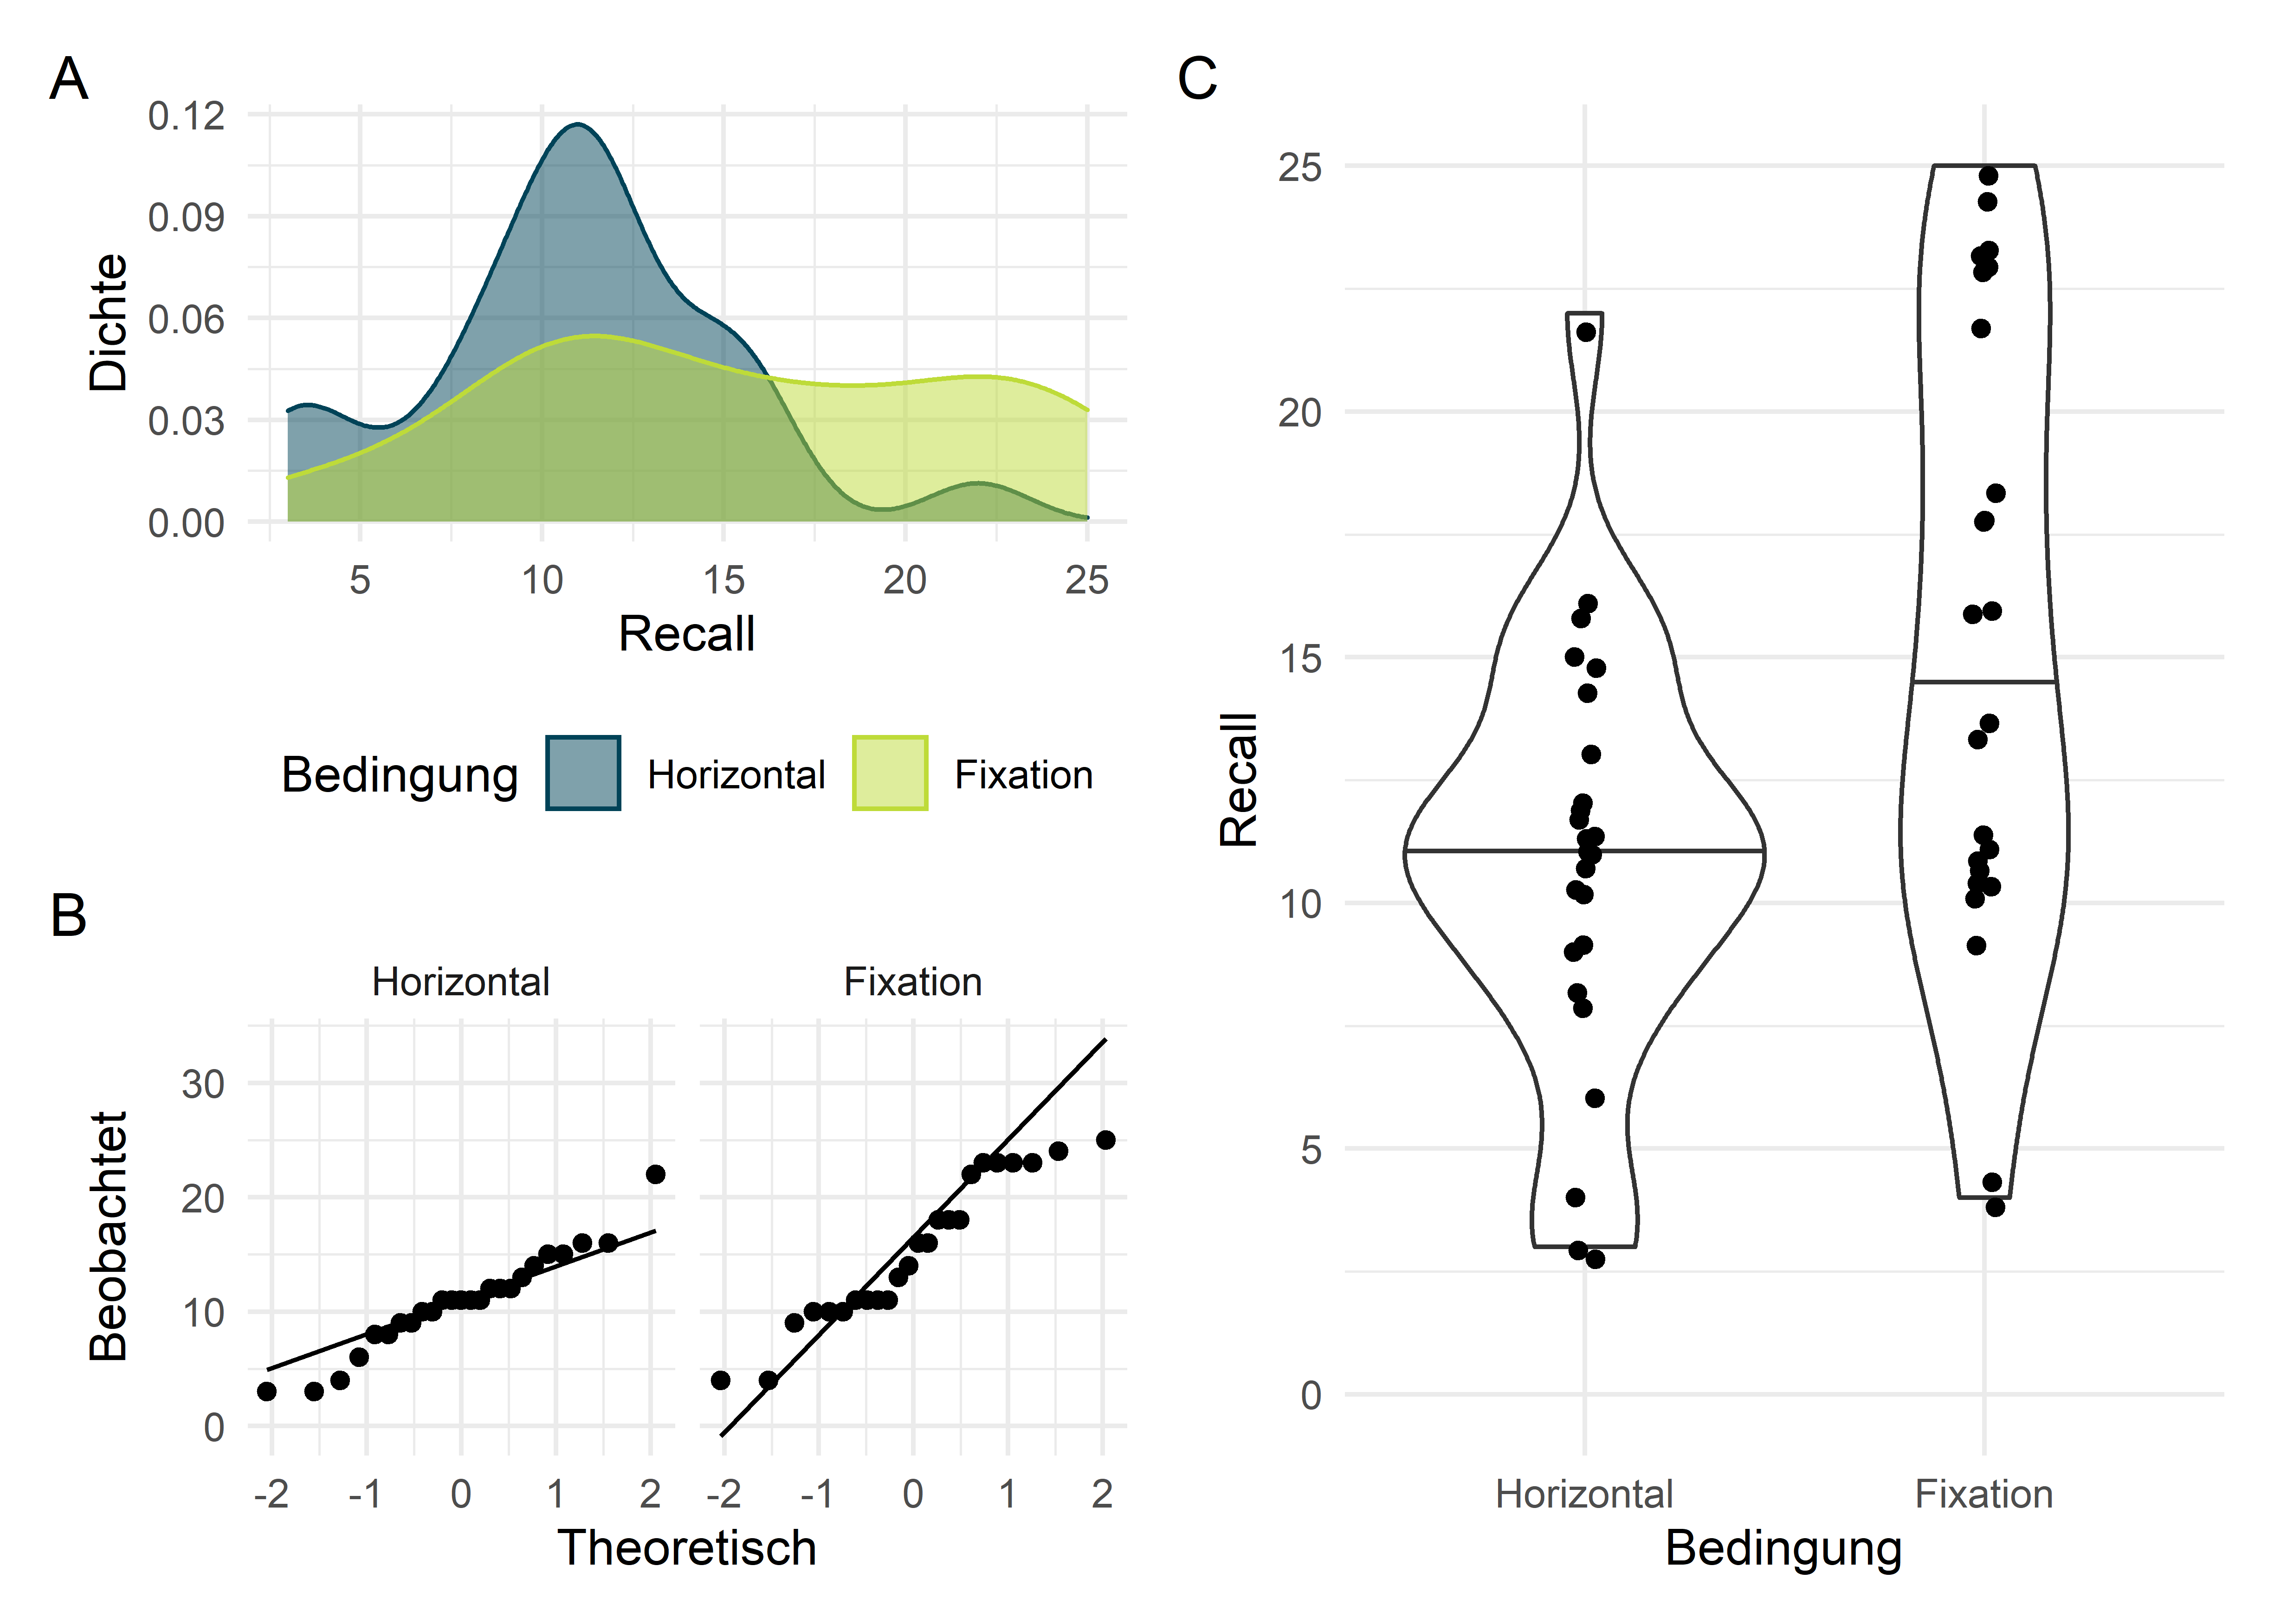 A
0.12
0.09
0.06
0.03
0.00
Dichte
5 10 15 20 25
Recall
Bedingung Horizontal Fixation
B
Horizontal Fixation
30
20
10
0
Beobachtet
-2 -1 0 1 2 -2 -1 0 1 2
Theoretisch
C
25
20
15
10
5
0
Recall
Horizontal Fixation
Bedingung